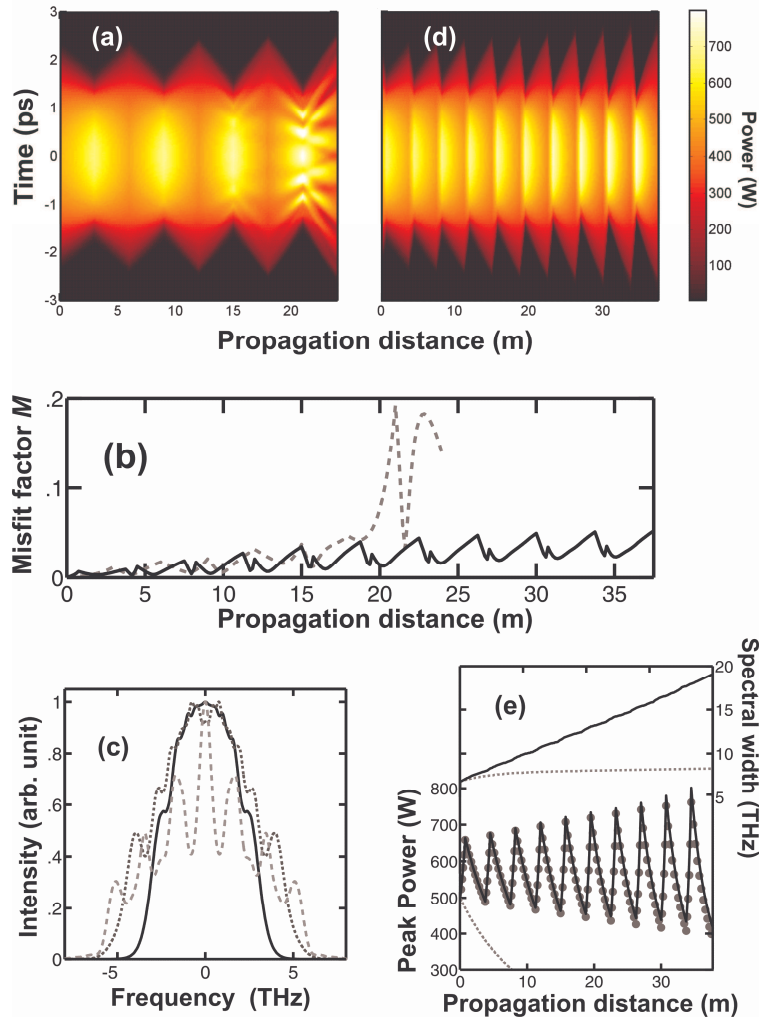 (a)
(d)
3
2
1
0
-1
-2
-3
Time (ps)
0 5 10 15 20
0 10 20 30
Propagation distance (m)
700
600
500
400
300
200
100
Power (W)
(b)
Misfit factor M
.2
.1
0
0 5 10 15 20 25 30 35
Propagation distance (m)
(c)
Intensity (arb. unit)
1
.8
.6
.4
.2
0
-5 0 5
Frequency (THz)
(e)
Peak Power (W)
800
700
600
500
400
300
20
15
10
5
Spectral width (THz)
0 10 20 30
Propagation distance (m)